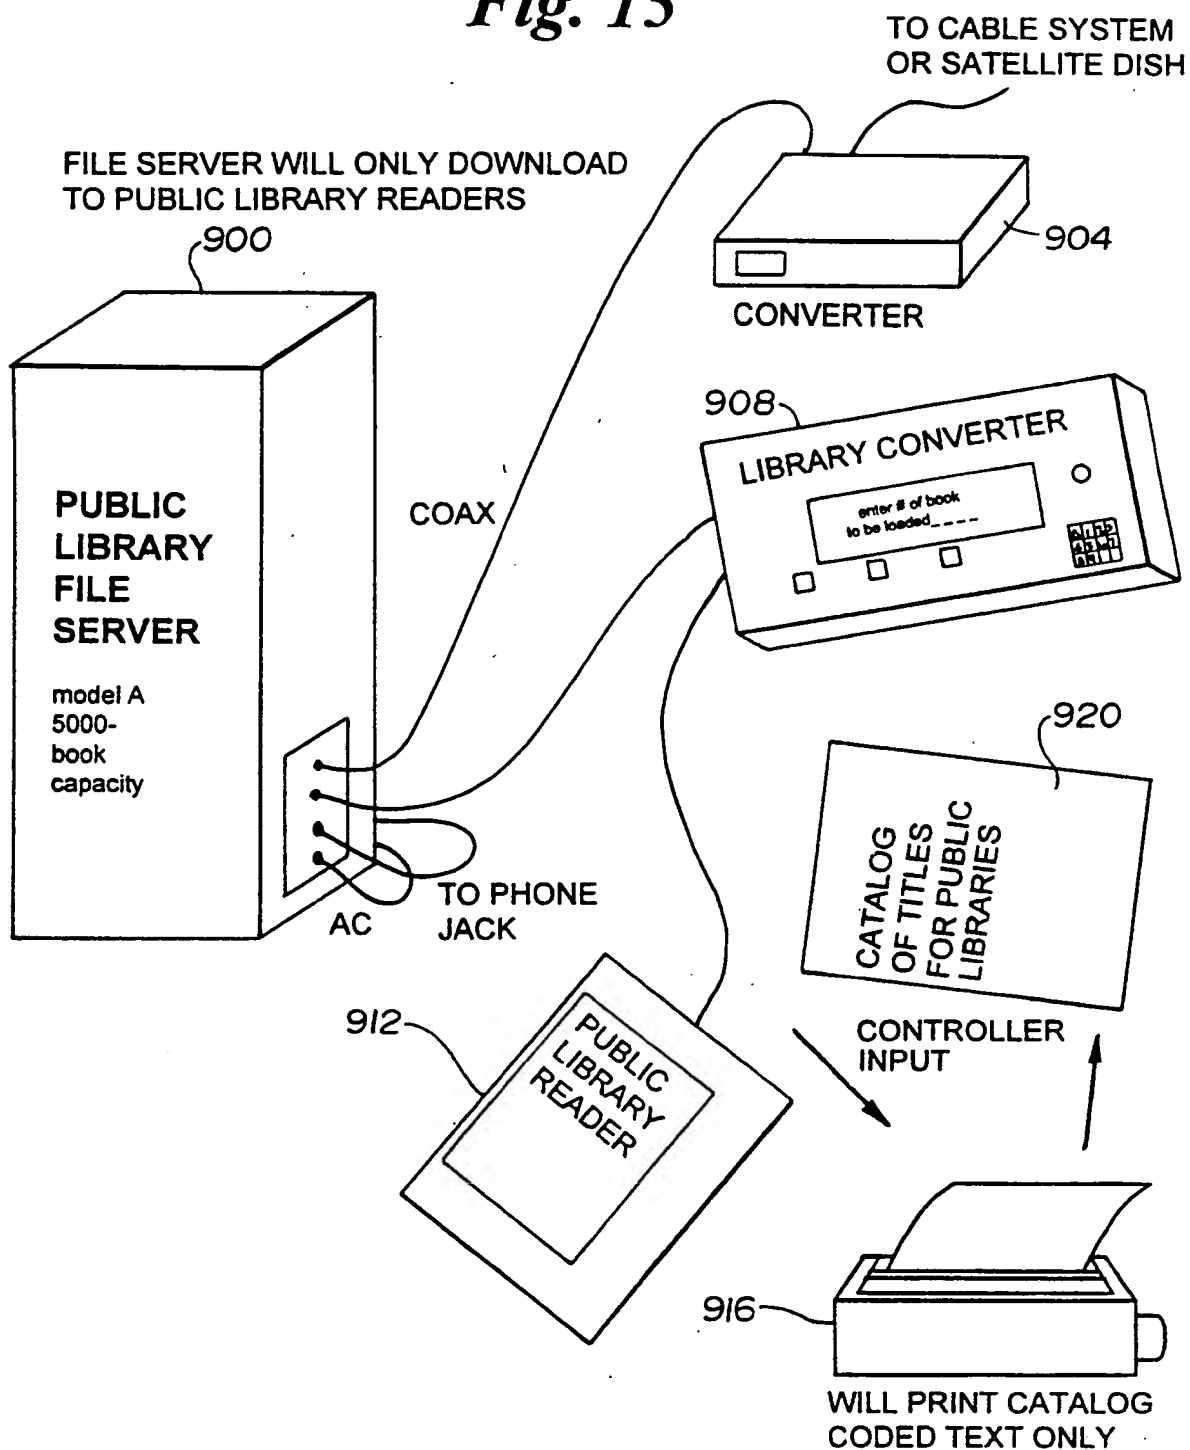 Fig. 15
TO CABLE SYSTEM
OR SATELLITE DISH
FILE SERVER WILL ONLY DOWNLOAD
TO PUBLIC LIBRARY READERS
900
904
CONVERTER
908
LIBRARY CONVERTER
enter # of book
to be loaded_ _ _ _
COAX
PUBLIC
LIBRARY
FILE
SERVER
model A
5000-
book
capacity
AC
TO PHONE
JACK
920
CATALOG
OF TITLES
FOR PUBLIC
LIBRARIES
912
PUBLIC
LIBRARY
READER
CONTROLLER
INPUT
916
WILL PRINT CATALOG
CODED TEXT ONLY